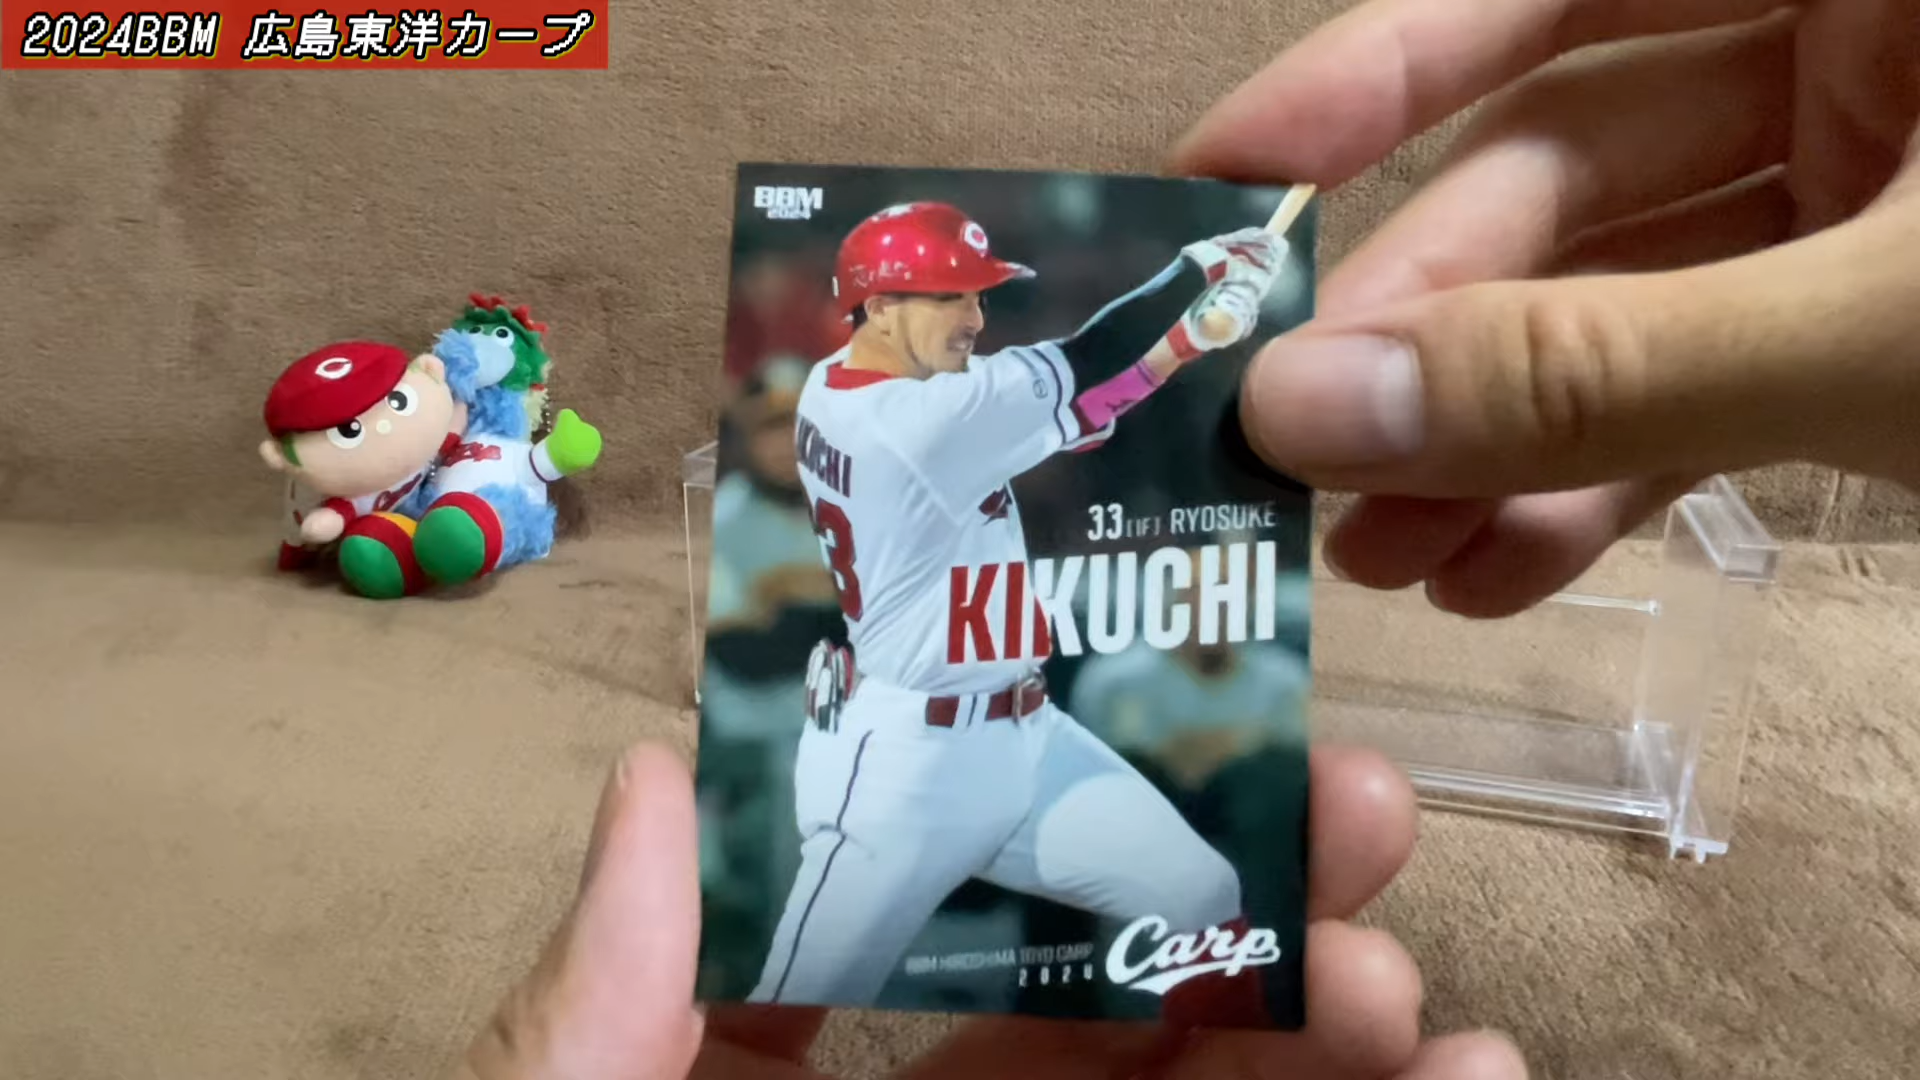 2024BBM 広島東洋カープ
BBM
2024
KIKUCHI
33
33[IF] RYOSUKE
KIKUCHI
BBM HIROSHIMA TOYO CARP
2024
Carp
C